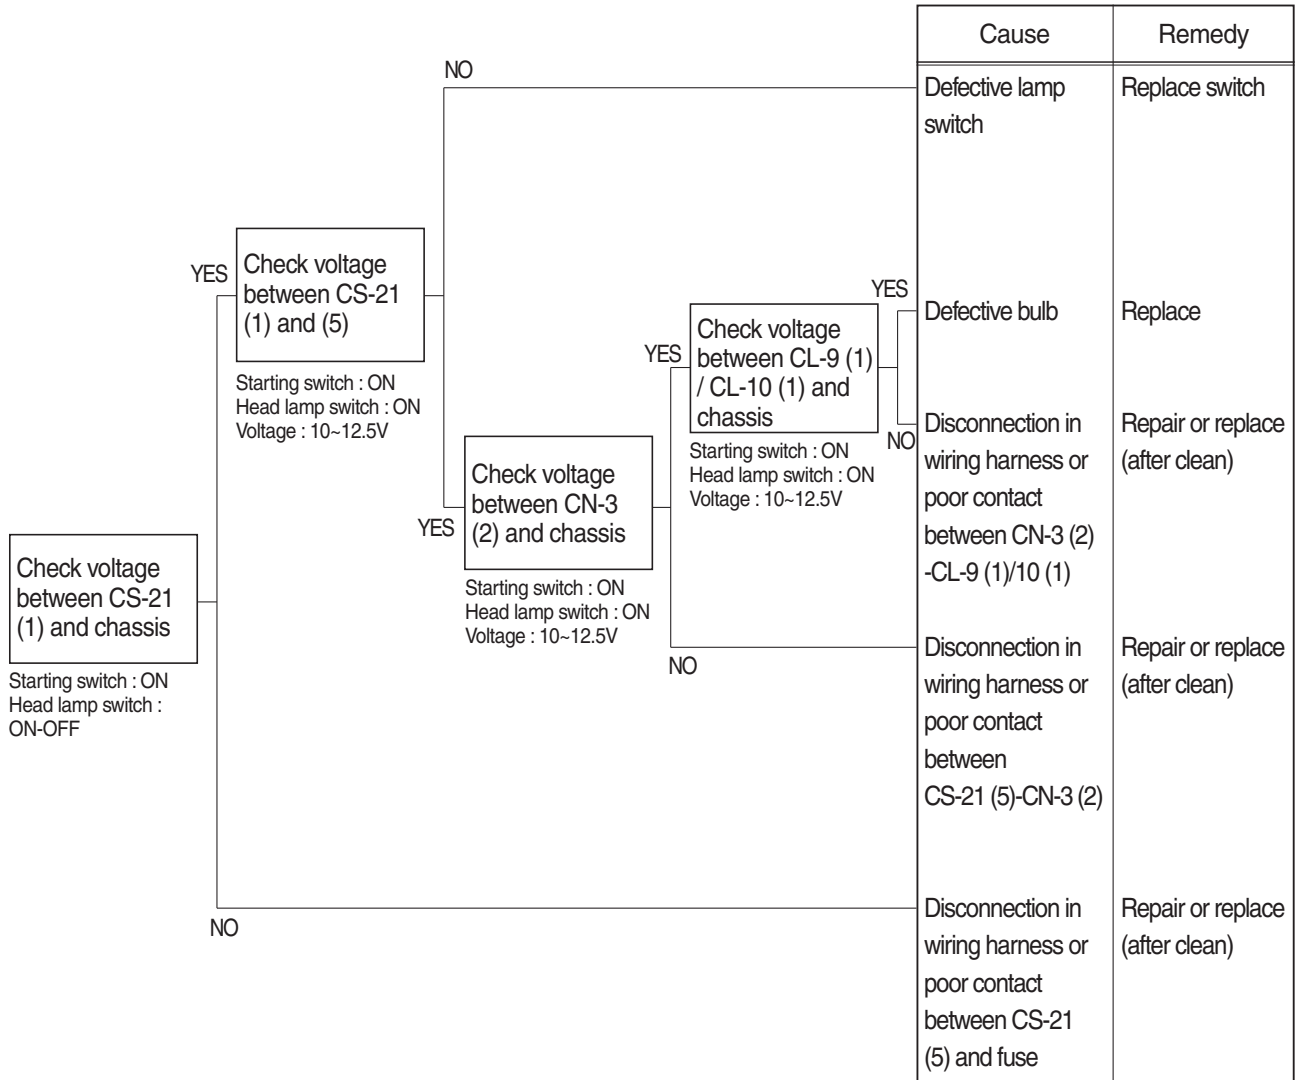 Cause
Remedy
NO
Defective lamp
switch
Replace switch
YES
Check voltage
between CS-21
(1) and (5)
Starting switch : ON
Head lamp switch : ON
Voltage : 10~12.5V
YES
Defective bulb
Replace
YES
Check voltage
between CL-9 (1)
/ CL-10 (1) and
chassis
Starting switch : ON
Head lamp switch : ON
Voltage : 10~12.5V
NO
Disconnection in
wiring harness or
poor contact
between CN-3 (2)
-CL-9 (1)/10 (1)
Repair or replace
(after clean)
YES
Check voltage
between CN-3
(2) and chassis
Starting switch : ON
Head lamp switch : ON
Voltage : 10~12.5V
NO
Disconnection in
wiring harness or
poor contact
between
CS-21 (5)-CN-3 (2)
Repair or replace
(after clean)
Check voltage
between CS-21
(1) and chassis
Starting switch : ON
Head lamp switch :
ON-OFF
NO
Disconnection in
wiring harness or
poor contact
between CS-21
(5) and fuse
Repair or replace
(after clean)